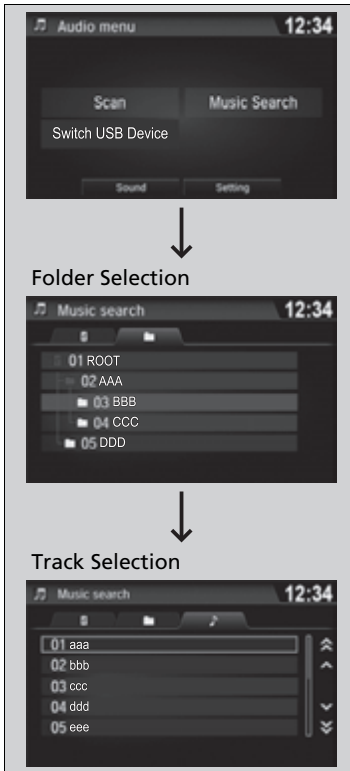 Audio menu 12:34
Scan Music Search
Switch USB Device
Sound Setting
Folder Selection
Music search 12:34
01 ROOT
02 AAA
03 BBB
04 CCC
05 DDD
Track Selection
Music search 12:34
01 aaa
02 bbb
03 ccc
04 ddd
05 eee